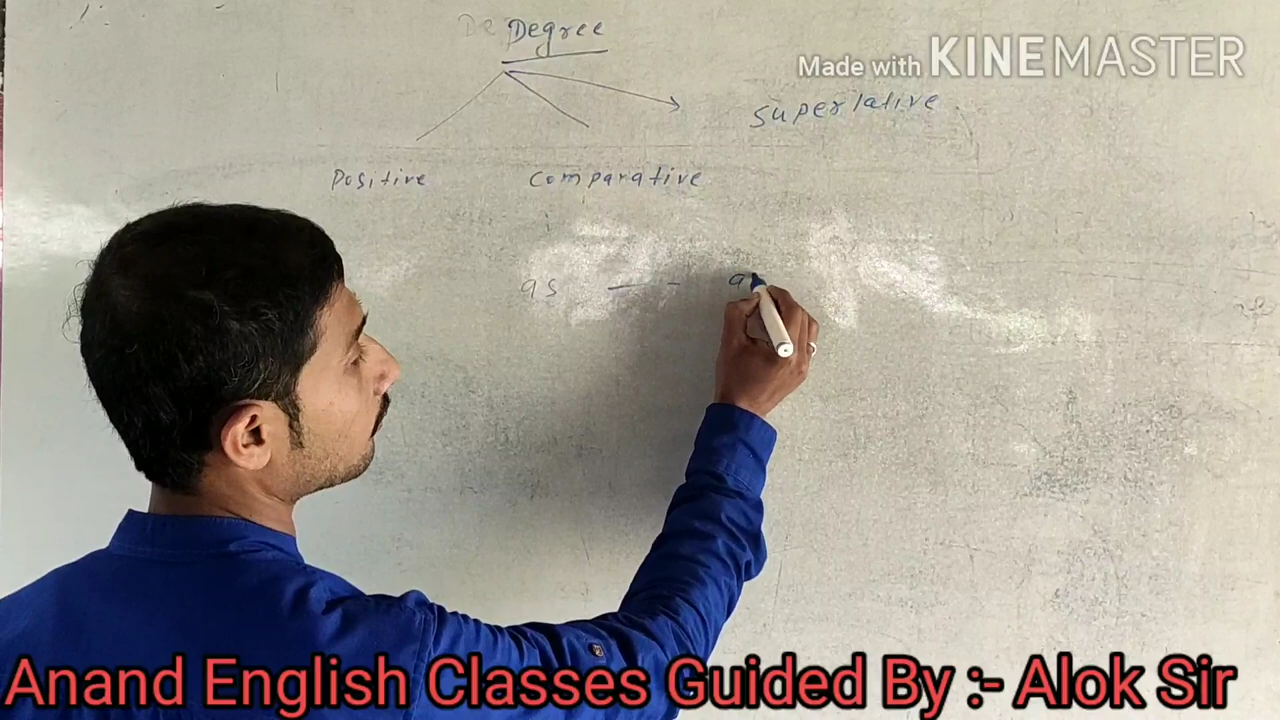 Degree
Made with KINEMASTER
Superlative
Positive Comparative
as — -
Anand English Classes Guided By :- Alok Sir